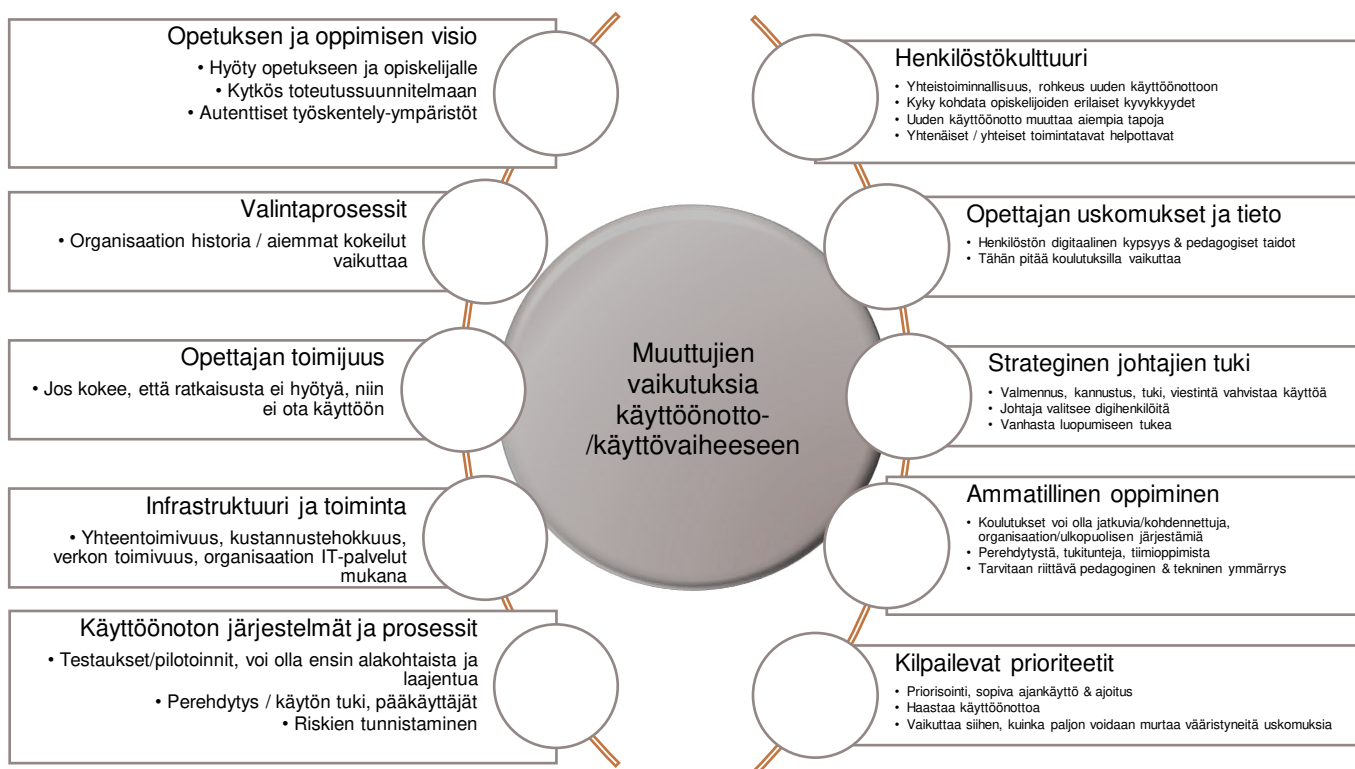 Opetuksen ja oppimisen visio
• Hyöty opetukseen ja opiskelijalle
• Kytkös toteutussuunnitelmaan
• Autenttiset työskentely-ympäristöt
Valintaprosessit
• Organisaation historia / aiemmat kokeilut
vaikuttaa
Opettajan toimijuus
• Jos kokee, että ratkaisusta ei hyötyä, niin
ei ota käyttöön
Infrastruktuuri ja toiminta
• Yhteentoimivuus, kustannustehokkuus,
verkon toimivuus, organisaation IT-palvelut
mukana
Käyttöönoton järjestelmät ja prosessit
• Testaukset/pilotoinnit, voi olla ensin alakohtaista ja
laajentua
• Perehdytys / käytön tuki, pääkäyttäjät
• Riskien tunnistaminen
Muuttujien
vaikutuksia
käyttöönotto-
/käyttövaiheeseen
Henkilöstökulttuuri
• Yhteistoiminnallisuus, rohkeus uuden käyttöönottoon
• Kyky kohdata opiskelijoiden erilaiset kyvykkyydet
• Uuden käyttöönotto muuttaa aiempia tapoja
• Yhtenäiset / yhteiset toimintatavat helpottavat
Opettajan uskomukset ja tieto
• Henkilöstön digitaalinen kypsyys & pedagogiset taidot
• Tähän pitää koulutuksilla vaikuttaa
Strateginen johtajien tuki
• Valmennus, kannustus, tuki, viestintä vahvistaa käyttöä
• Johtaja valitsee digihenkilöitä
• Vanhasta luopumiseen tukea
Ammatillinen oppiminen
• Koulutukset voi olla jatkuvia/kohdennettuja,
organisaation/ulkopuolisen järjestämiä
• Perehdytystä, tukitunteja, tiimioppimista
• Tarvitaan riittävä pedagoginen & tekninen ymmärrys
Kilpailevat prioriteetit
• Priorisointi, sopiva ajankäyttö & ajoitus
• Haastaa käyttöönottoa
• Vaikuttaa siihen, kuinka paljon voidaan murtaa vääristyneitä uskomuksia